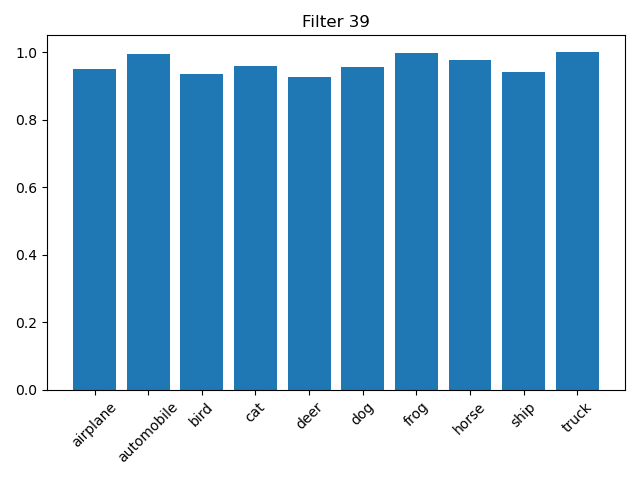 Filter 39
1.0
0.8
0.6
0.4
0.2
0.0
airplane
automobile
bird
cat
deer
dog
frog
horse
ship
truck